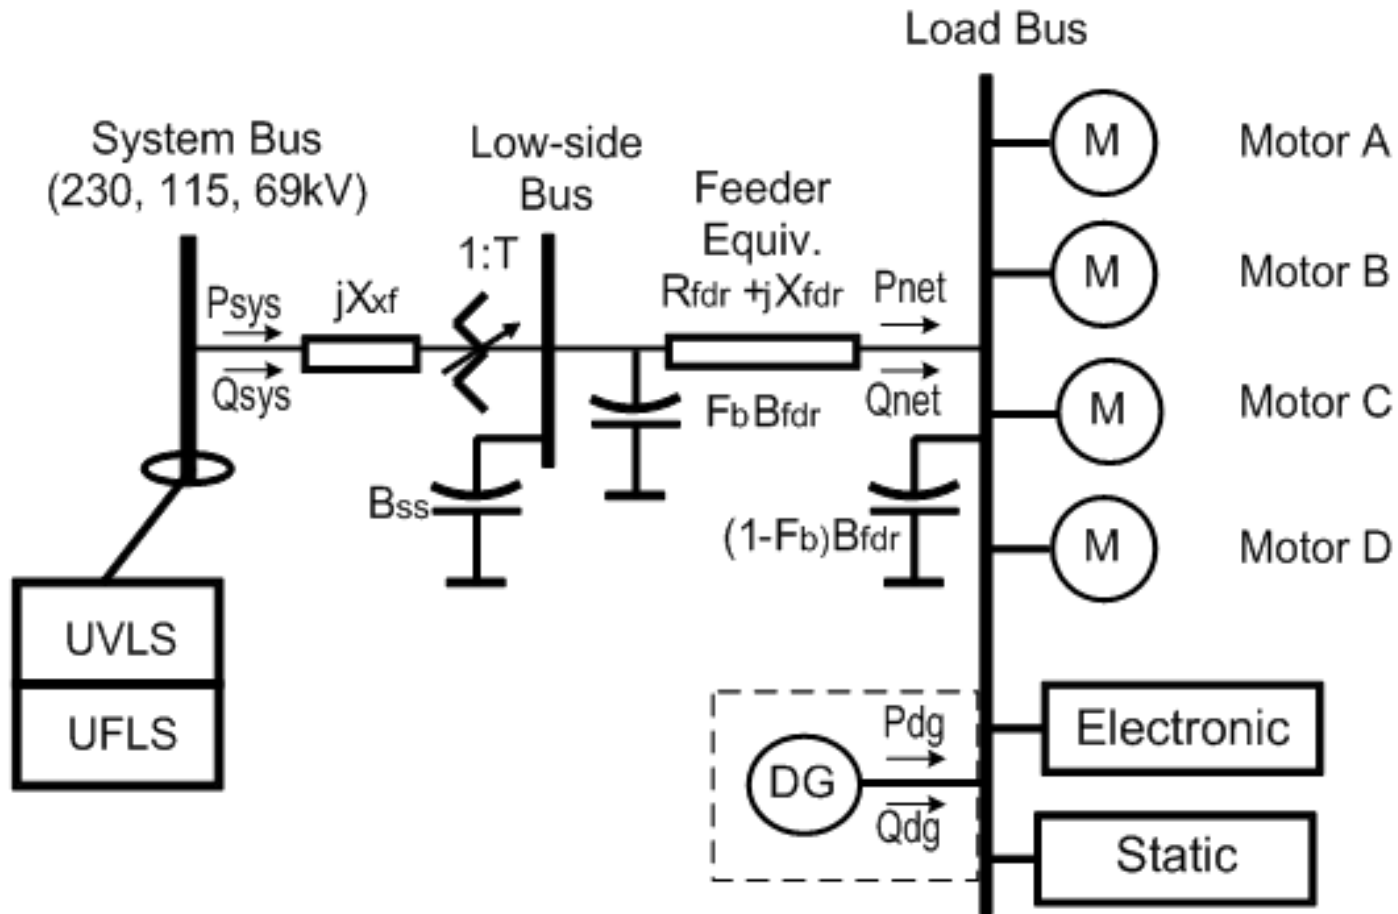 Load Bus
System Bus
(230, 115, 69kV)
Low-side
Bus
Feeder
Equiv.
Rfdr +jXfdr
1:T
jXxf
Psys
Qsys
Pnet
Qnet
FbBfdr
Bss
(1-Fb)Bfdr
M
Motor A
M
Motor B
M
Motor C
M
Motor D
UVLS
UFLS
Pdg
DG
Qdg
Electronic
Static